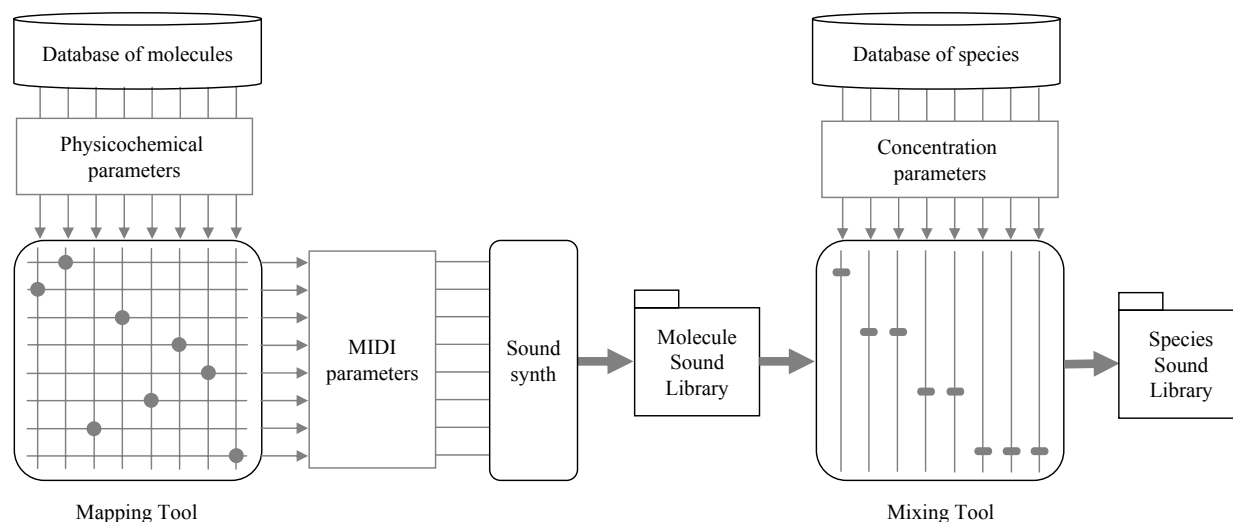 Database of molecules
Physicochemical
parameters
Mapping Tool
MIDI
parameters
Sound
synth
Molecule
Sound
Library
Database of species
Concentration
parameters
Mixing Tool
Species
Sound
Library